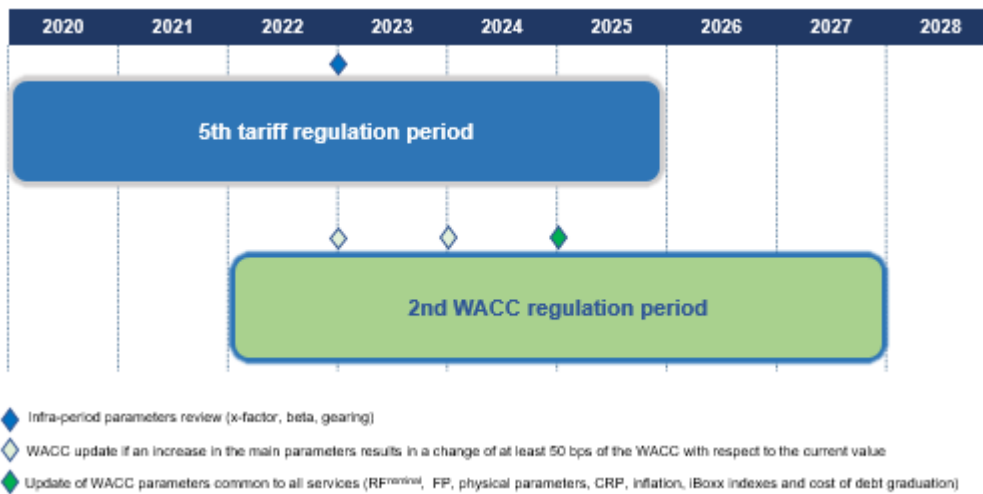 2020 2021 2022 2023 2024 2025 2026 2027 2028
5th tariff regulation period
2nd WACC regulation period
Infra-period parameters review (x-factor, beta, gearing)
WACC update if an increase in the main parameters results in a change of at least 50 bps of the WACC with respect to the current value
Update of WACC parameters common to all services (RFnominal, FP, physical parameters, CRP, inflation, iBoxx indexes and cost of debt graduation)